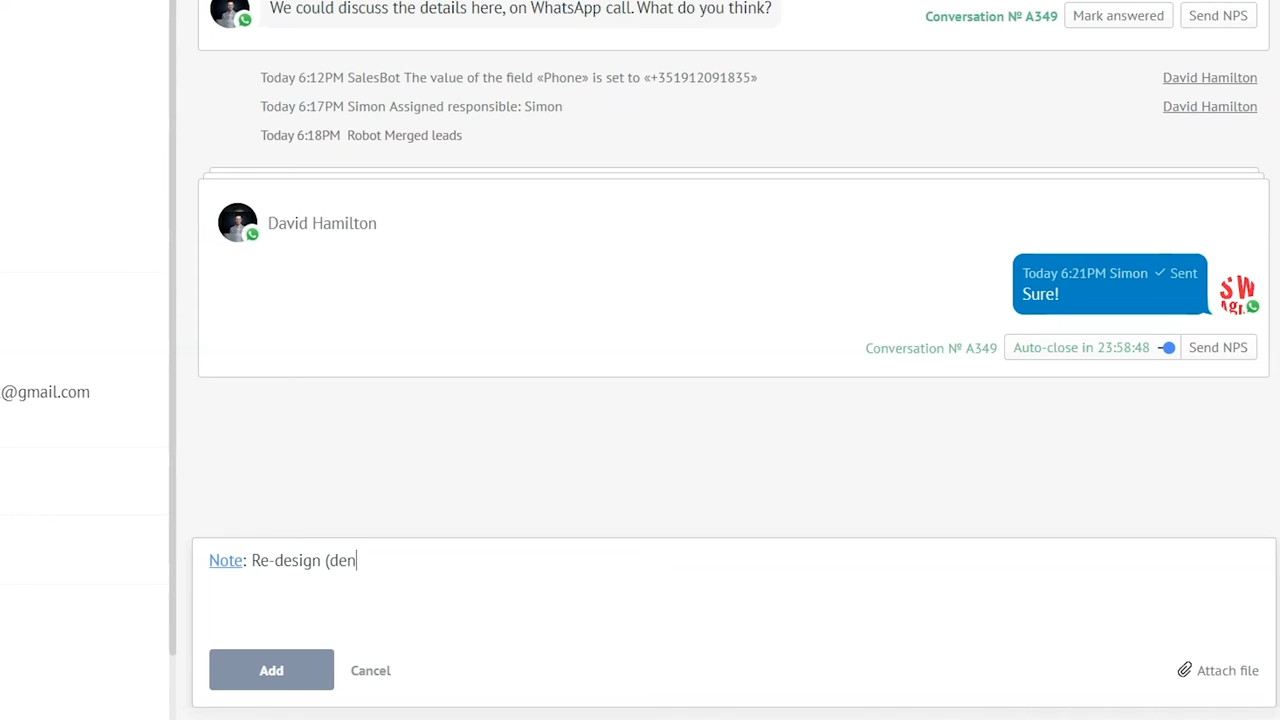 We could discuss the details here, on WhatsApp call. What do you think?
Conversation № A349 Mark answered Send NPS
Today 6:12PM SalesBot The value of the field «Phone» is set to «+351912091835» David Hamilton
Today 6:17PM Simon Assigned responsible: Simon David Hamilton
Today 6:18PM Robot Merged leads
David Hamilton
Today 6:21PM Simon ✓ Sent
Sure!
SW
Conversation № A349 Auto-close in 23:58:48 Send NPS
@gmail.com
Note: Re-design (den
Add Cancel Attach file